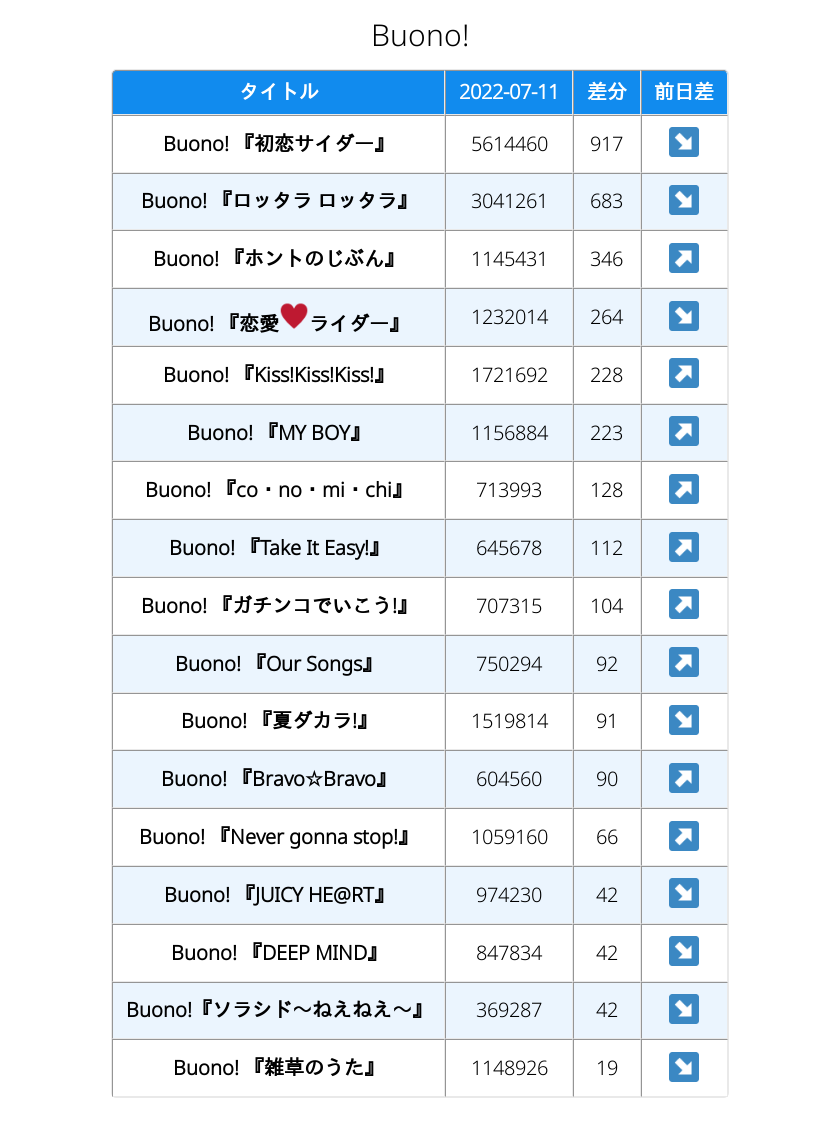 Buono!
タイトル 2022-07-11 差分 前日差
Buono! 『初恋サイダー』 5614460 917 ↘
Buono! 『ロッタラ ロッタラ』 3041261 683 ↘
Buono! 『ホントのじぶん』 1145431 346 ↗
Buono! 『恋愛♥ライダー』 1232014 264 ↘
Buono! 『Kiss!Kiss!Kiss!』 1721692 228 ↗
Buono! 『MY BOY』 1156884 223 ↗
Buono! 『co・no・mi・chi』 713993 128 ↗
Buono! 『Take It Easy!』 645678 112 ↗
Buono! 『ガチンコでいこう!』 707315 104 ↗
Buono! 『Our Songs』 750294 92 ↗
Buono! 『夏ダカラ!』 1519814 91 ↘
Buono! 『Bravo☆Bravo』 604560 90 ↗
Buono! 『Never gonna stop!』 1059160 66 ↗
Buono! 『JUICY HE@RT』 974230 42 ↘
Buono! 『DEEP MIND』 847834 42 ↘
Buono!『ソラシド〜ねえねえ〜』 369287 42 ↘
Buono! 『雑草のうた』 1148926 19 ↘